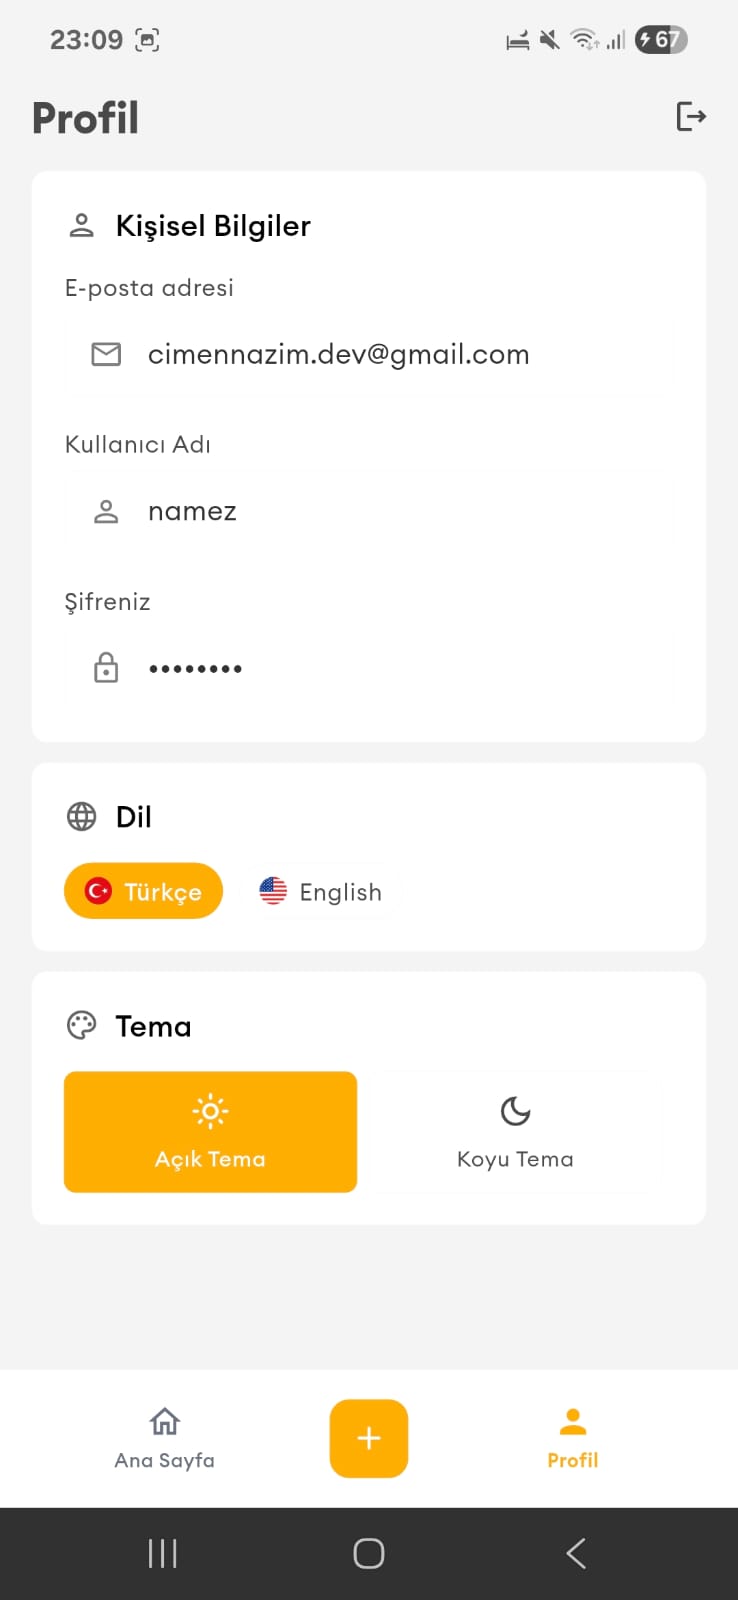 23:09
67
Profil
Kişisel Bilgiler
E-posta adresi
cimennazim.dev@gmail.com
Kullanıcı Adı
namez
Şifreniz
••••••••
Dil
Türkçe English
Tema
Açık Tema Koyu Tema
Ana Sayfa
+
Profil